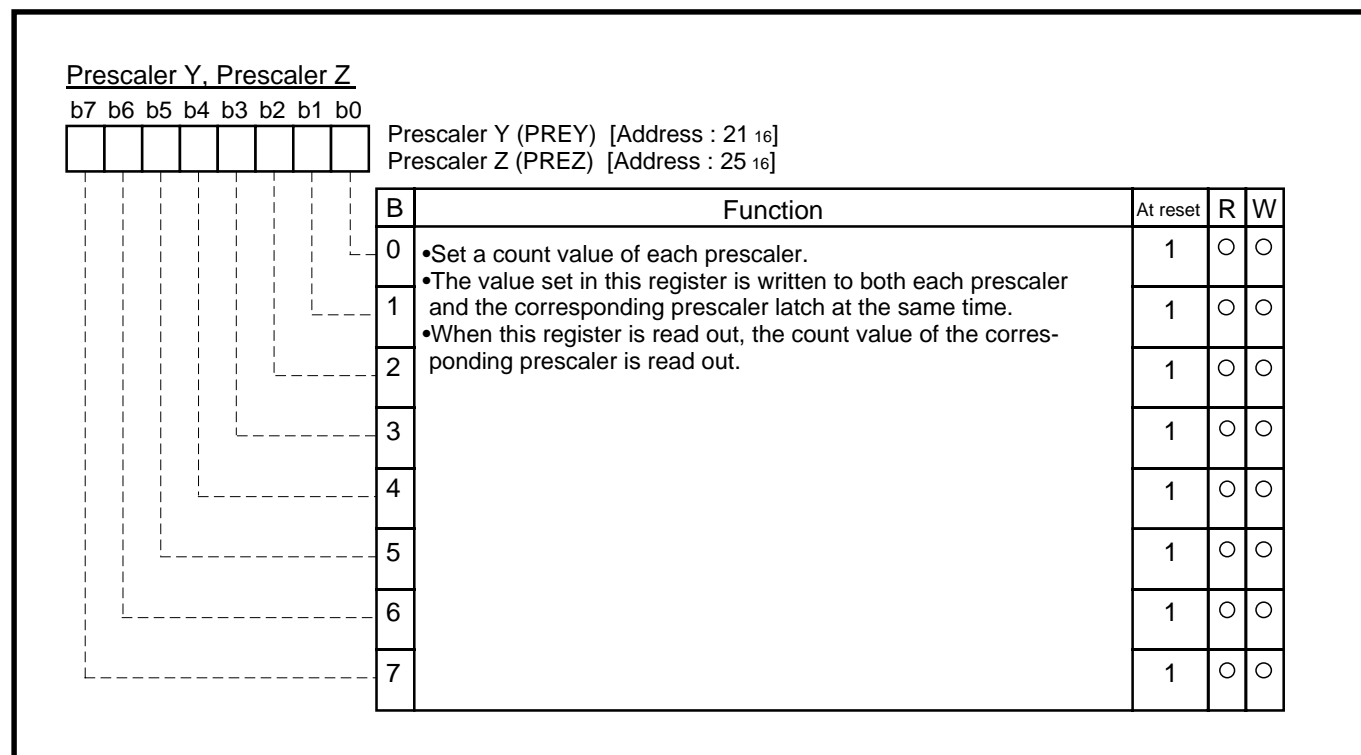 Prescaler Y, Prescaler Z
b7 b6 b5 b4 b3 b2 b1 b0
Prescaler Y (PREY) [Address : 21 16]
Prescaler Z (PREZ) [Address : 25 16]
B Function At reset R W
0 •Set a count value of each prescaler. 1 ○ ○
•The value set in this register is written to both each prescaler
1 and the corresponding prescaler latch at the same time. 1 ○ ○
•When this register is read out, the count value of the corres-
2 ponding prescaler is read out. 1 ○ ○
3 1 ○ ○
4 1 ○ ○
5 1 ○ ○
6 1 ○ ○
7 1 ○ ○